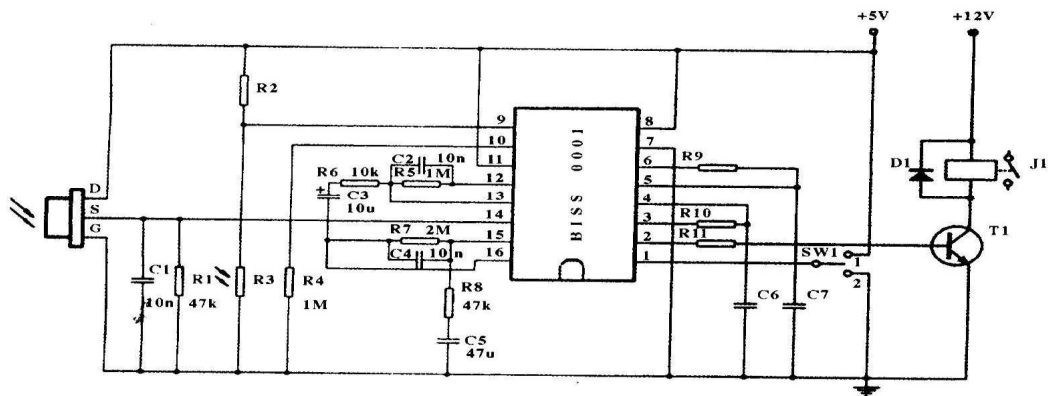 +5V
+12V
R2
9
10
11
12
13
14
15
16
BISS 0001
8
7
6
5
4
3
2
1
R9
R10
R11
C2
10n
R6
10k
R5
1M
C3
10u
R7
2M
C4
10n
R8
47k
C5
47u
D
S
G
C1
10n
R1
47k
R3
R4
1M
C6
C7
SW1
1
2
D1
J1
T1